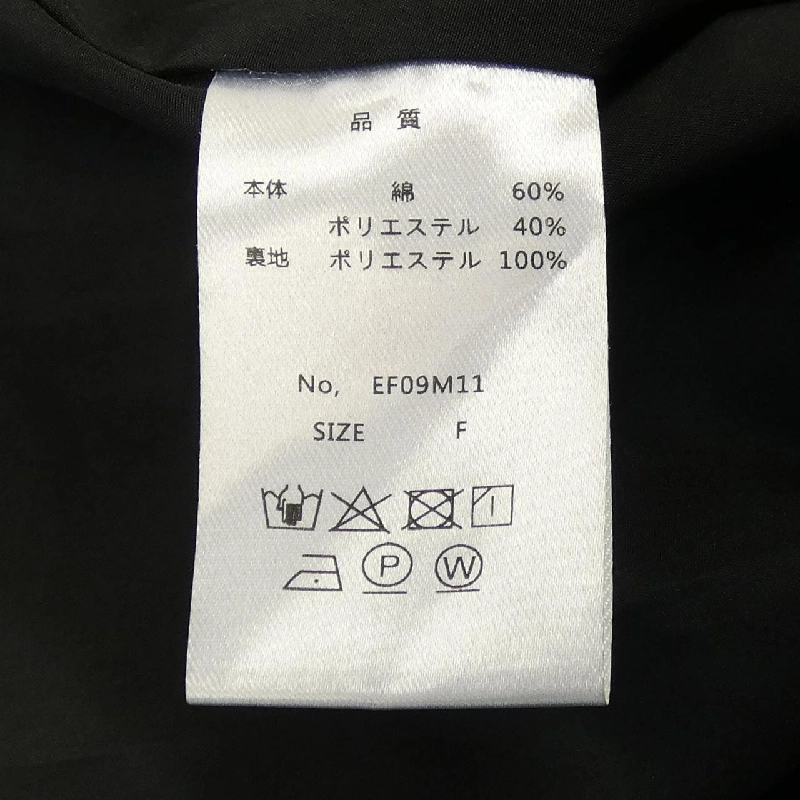 品 質
本体 綿 60%
ポリエステル 40%
裏地 ポリエステル 100%
No, EF09M11
SIZE F
P W